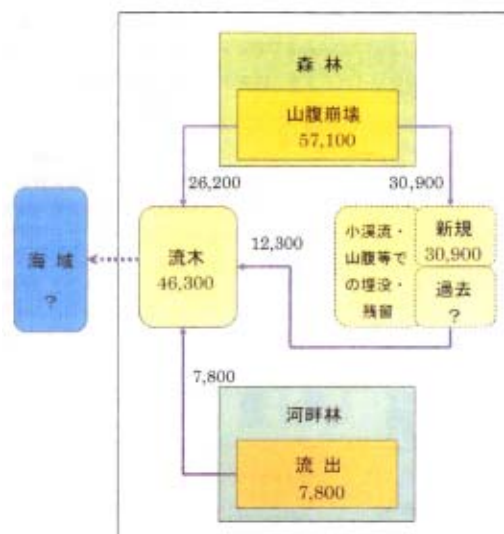 森 林
山腹崩壊
57,100
26,200
30,900
海 域
?
流木
46,300
12,300
小渓流・
山腹等で
の埋没・
残留
新規
30,900
過去
?
7,800
河畔林
流 出
7,800